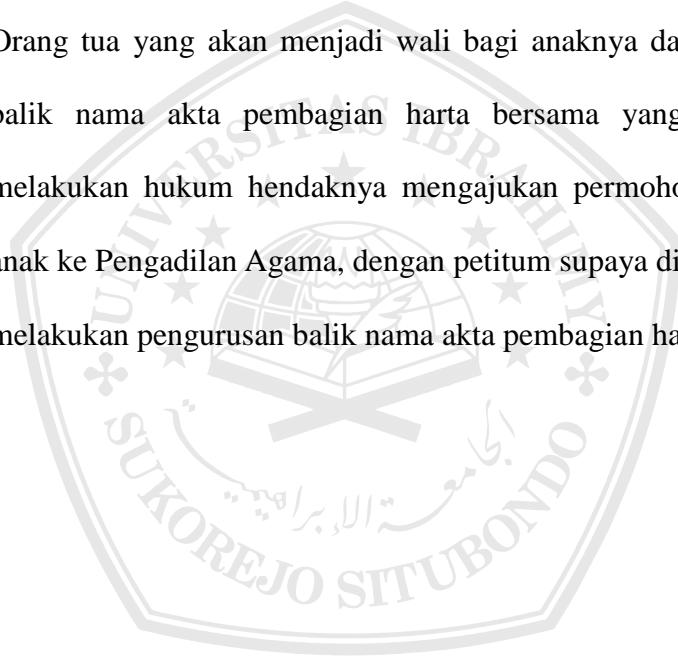 Orang tua yang akan menjadi wali bagi anaknya da
balik nama akta pembagian harta bersama yang
melakukan hukum hendaknya mengajukan permoho
anak ke Pengadilan Agama, dengan petitum supaya di
melakukan pengurusan balik nama akta pembagian ha
UNIVERSITAS IBRAHIMY
الجامعة الإبراهيمية
SUKOREJO SITUBONDO